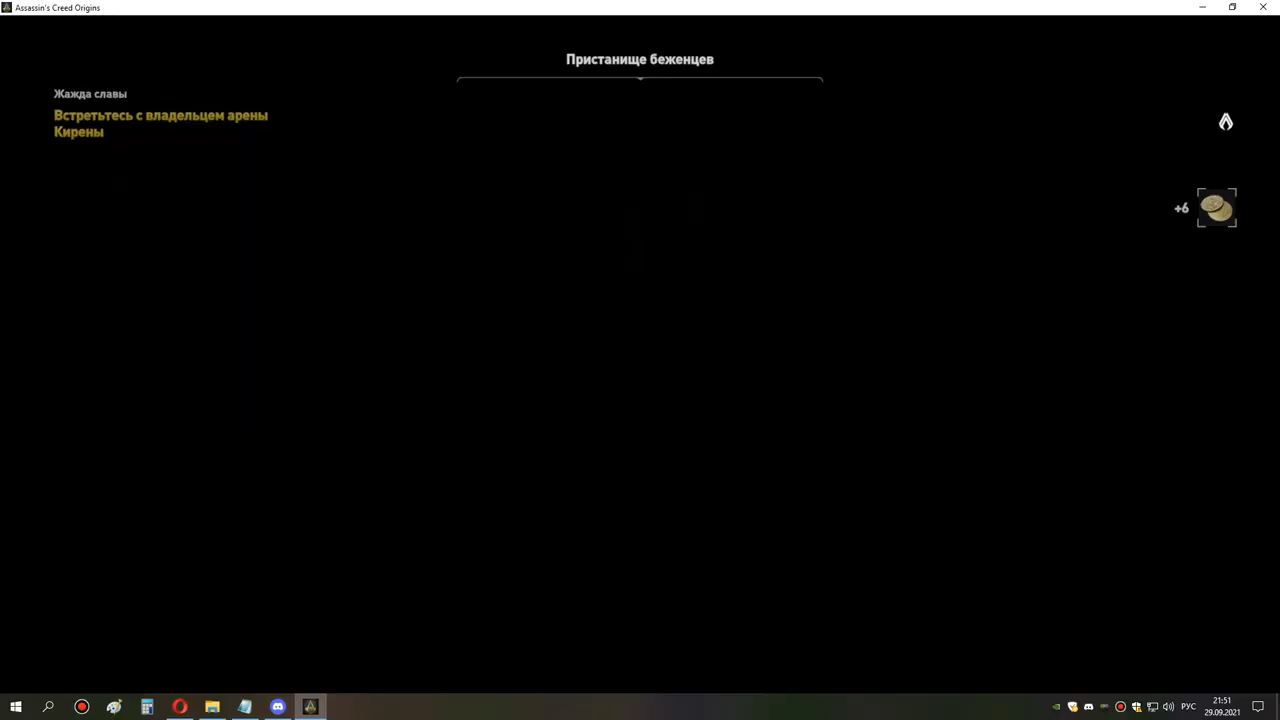 Assassin's Creed Origins
Пристанище беженцев
Жажда славы
Встретьтесь с владельцем арены
Кирены
+6
РУС
21:51
29.09.2021